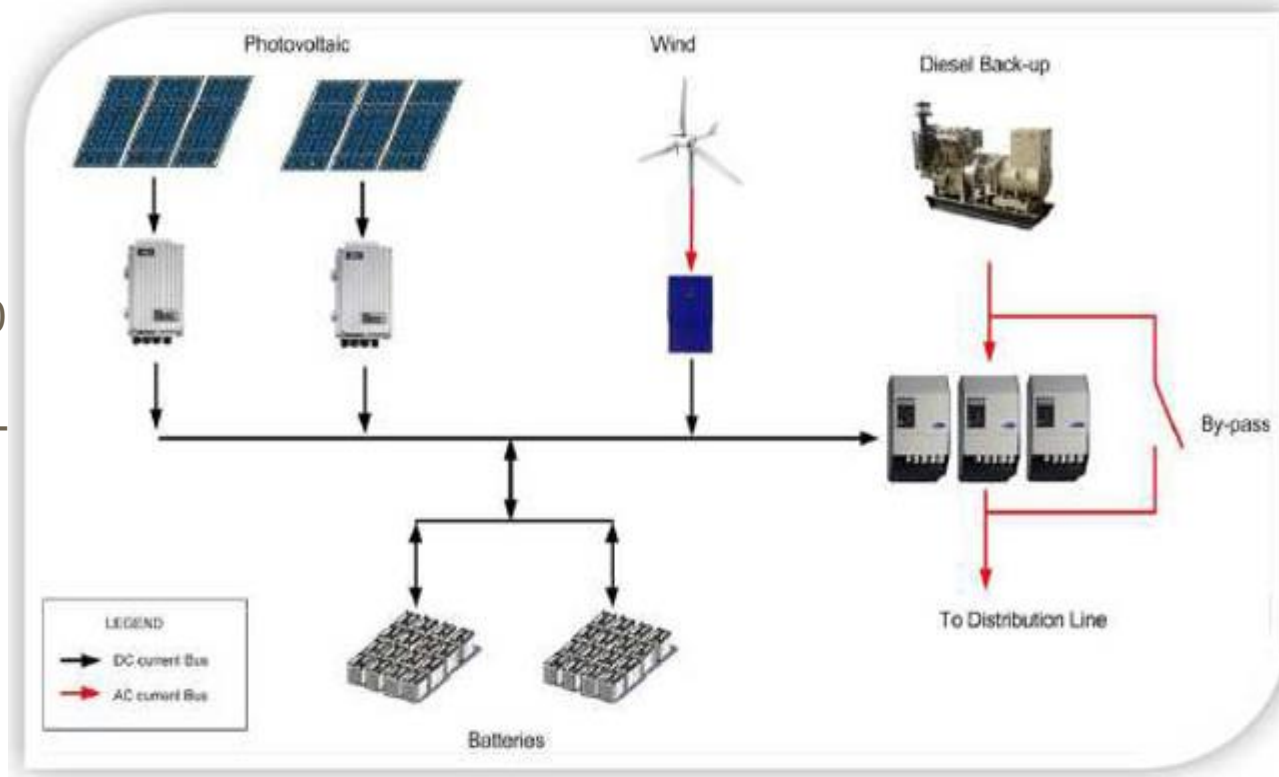 Photovoltaic
Wind
Diesel Back-up
By-pass
To Distribution Line
LEGEND
DC current Bus
AC current Bus
Batteries